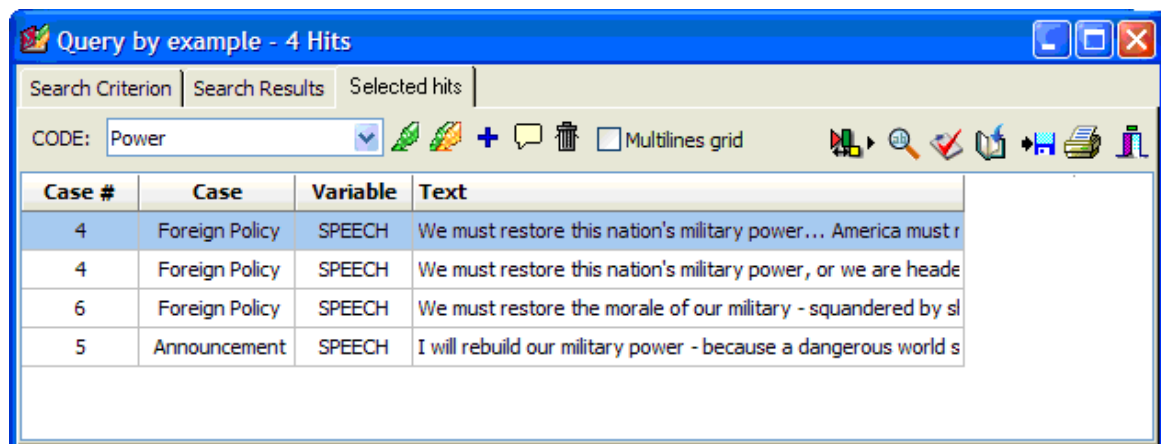 Query by example - 4 Hits
Search Criterion Search Results Selected hits
CODE: Power Multilines grid
Case # Case Variable Text
4 Foreign Policy SPEECH We must restore this nation's military power... America must
4 Foreign Policy SPEECH We must restore this nation's military power, or we are heade
6 Foreign Policy SPEECH We must restore the morale of our military - squandered by
5 Announcement SPEECH I will rebuild our military power - because a dangerous world s